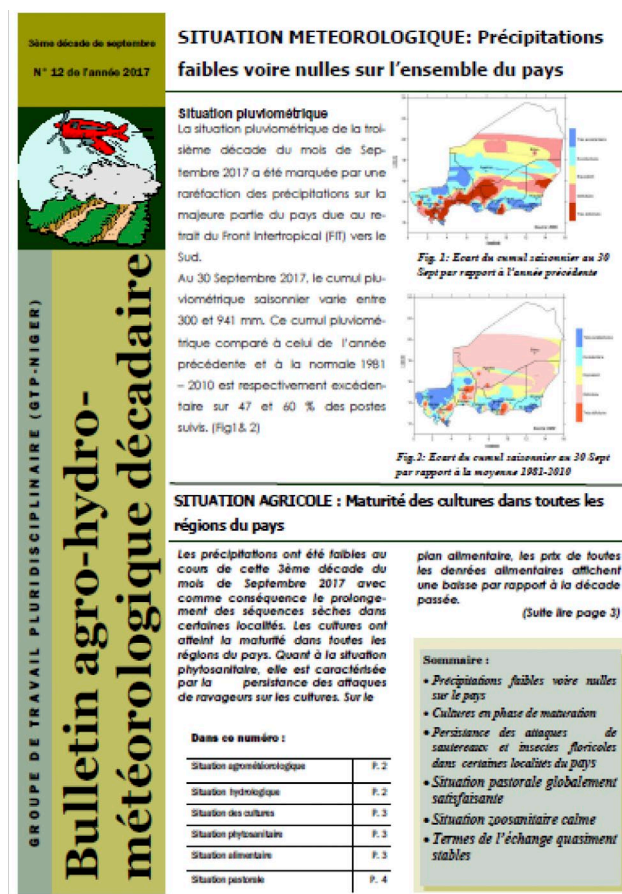 3ème décade de septembre
N° 12 de l'année 2017
GROUPE DE TRAVAIL PLURIDISCIPLINAIRE (GTP-NIGER)
Bulletin agro-hydro-
météorologique décadaire
SITUATION METEOROLOGIQUE: Précipitations
faibles voire nulles sur l'ensemble du pays
Situation pluviométrique
La situation pluviométrique de la troi-
sième décade du mois de Sep-
tembre 2017 a été marquée par une
raréfaction des précipitations sur la
majeure partie du pays due au re-
trait du Front Intertropical (FIT) vers le
Sud.
Au 30 Septembre 2017, le cumul plu-
viométrique saisonnier varie entre
300 et 941 mm. Ce cumul pluviomé-
trique comparé à celui de l'année
précédente et à la normale 1981
– 2010 est respectivement excéden-
taire sur 47 et 60 % des postes
suivis. (Fig1& 2)
Fig. 1: Ecart du cumul saisonnier au 30
Sept par rapport à l'année précédente
Fig.2: Ecart du cumul saisonnier au 30 Sept
par rapport à la moyenne 1981-2010
SITUATION AGRICOLE : Maturité des cultures dans toutes les
régions du pays
Les précipitations ont été faibles au
cours de cette 3ème décade du
mois de Septembre 2017 avec
comme conséquence le prolonge-
ment des séquences sèches dans
certaines localités. Les cultures ont
atteint la maturité dans toutes les
régions du pays. Quant à la situation
phytosanitaire, elle est caractérisée
par la persistance des attaques
de ravageurs sur les cultures. Sur le
plan alimentaire, les prix de toutes
les denrées alimentaires affichent
une baisse par rapport à la décade
passée.
(Suite lire page 3)
Dans ce numéro :
Situation agrométéorologique P. 2
Situation hydrologique P. 2
Situation des cultures P. 3
Situation phytosanitaire P. 3
Situation alimentaire P. 3
Situation pastorale P. 4
Sommaire :
• Précipitations faibles voire nulles
sur le pays
• Cultures en phase de maturation
• Persistance des attaques de
sautereaux et insectes floricoles
dans certaines localités du pays
• Situation pastorale globalement
satisfaisante
• Situation zoosanitaire calme
• Termes de l'échange quasiment
stables